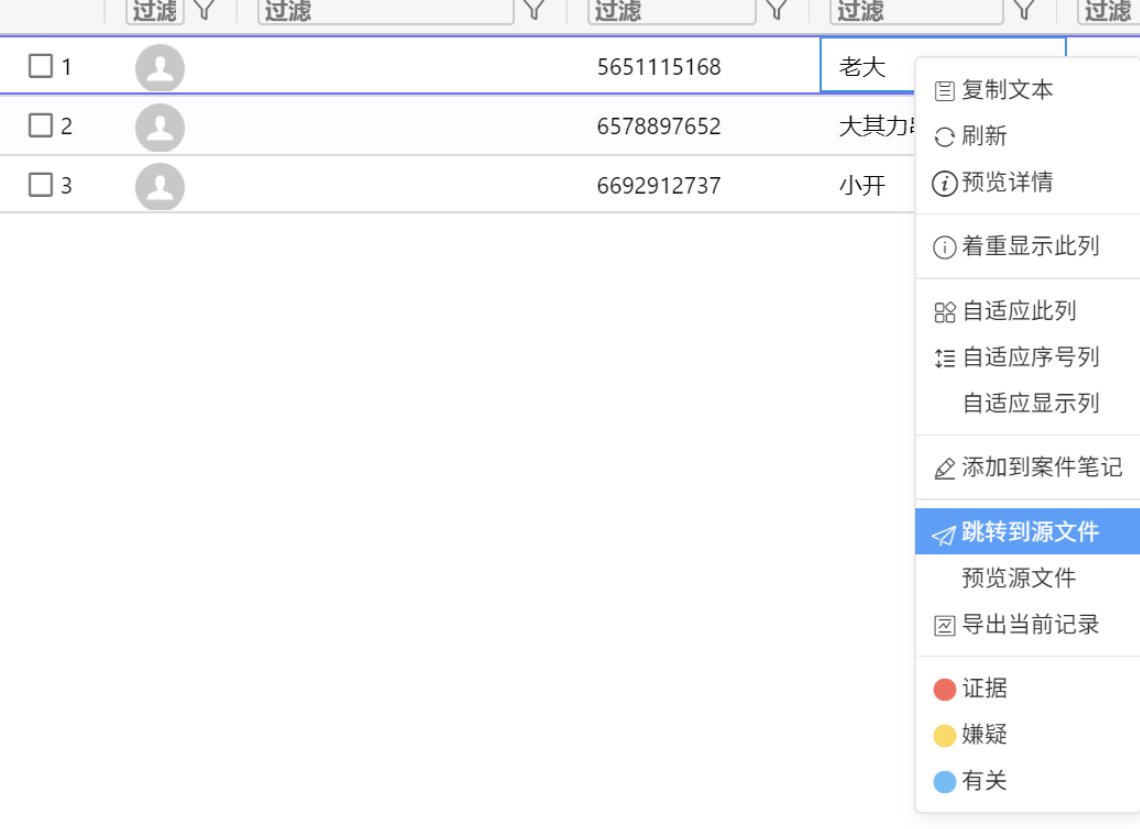 过滤 过滤 过滤 过滤 过滤
1 5651115168 老大
2 6578897652 大其力
3 6692912737 小开
复制文本
刷新
预览详情
着重显示此列
自适应此列
自适应序号列
自适应显示列
添加到案件笔记
跳转到源文件
预览源文件
导出当前记录
证据
嫌疑
有关